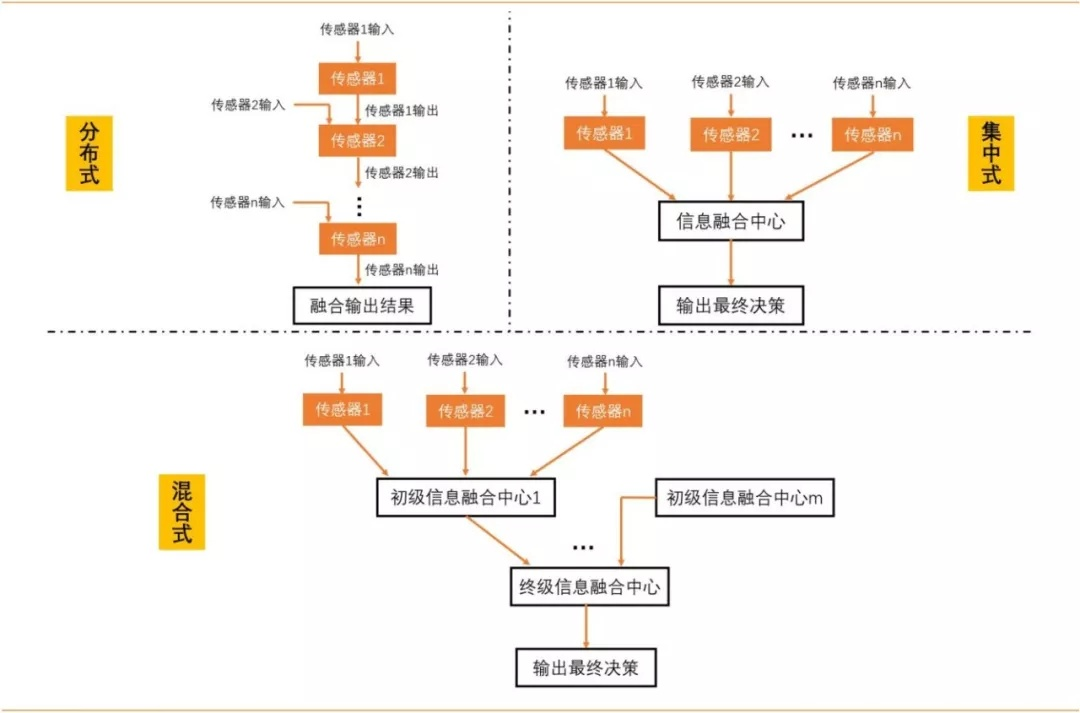 分布式
传感器1输入
传感器1
传感器1输出
传感器2输入
传感器2
传感器2输出
⋮
传感器n输入
传感器n
传感器n输出
融合输出结果
集中式
传感器1输入
传感器2输入
传感器n输入
传感器1
传感器2
...
传感器n
信息融合中心
输出最终决策
混合式
传感器1输入
传感器2输入
传感器n输入
传感器1
传感器2
...
传感器n
初级信息融合中心1
初级信息融合中心m
...
终级信息融合中心
输出最终决策